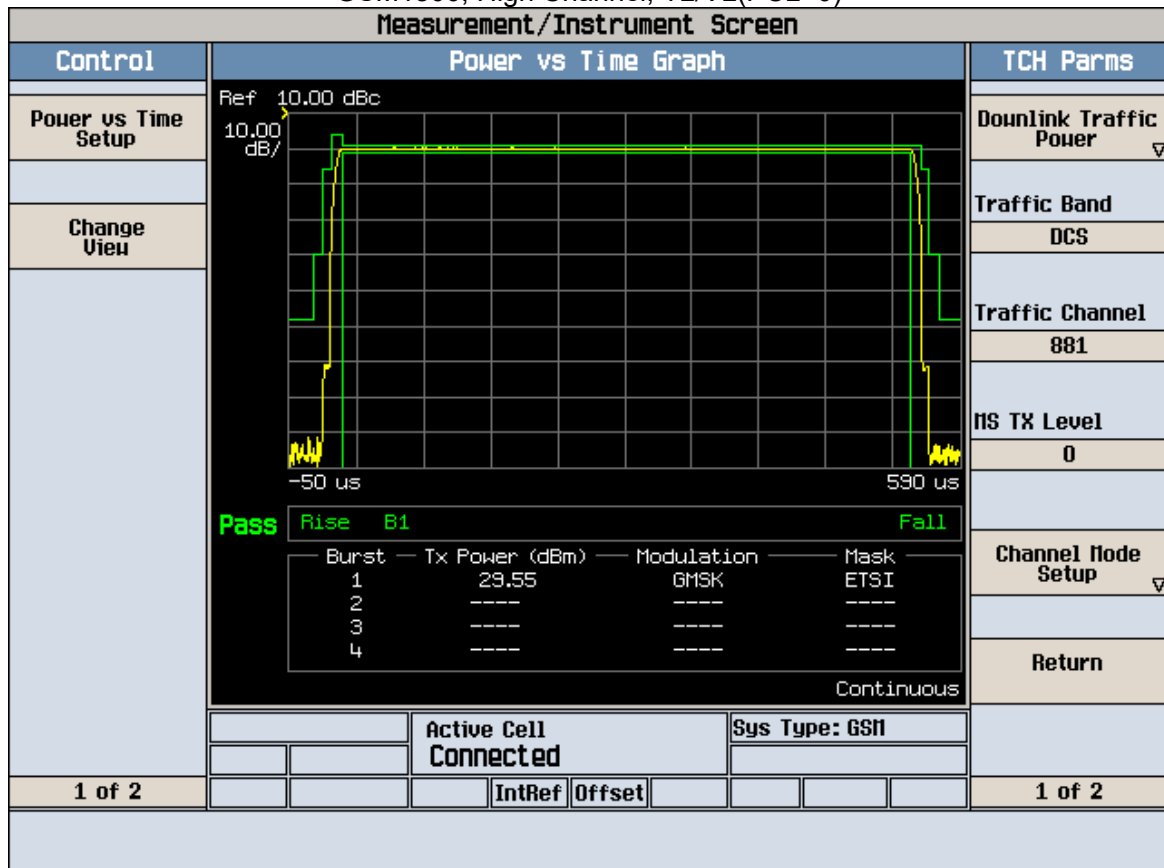 Measurement/Instrument Screen
Control
Power vs Time Graph
TCH Parms
Power vs Time
Setup
Change
View
1 of 2
Ref 10.00 dBc
10.00
dB/
-50 us
590 us
Pass
Rise B1
Fall
Burst Tx Power (dBm) Modulation Mask
1 29.55 GMSK ETSI
2 ---- ---- ----
3 ---- ---- ----
4 ---- ---- ----
Continuous
Active Cell
Connected
Sys Type: GSM
IntRef Offset
Downlink Traffic
Power
Traffic Band
DCS
Traffic Channel
881
MS TX Level
0
Channel Mode
Setup
Return
1 of 2